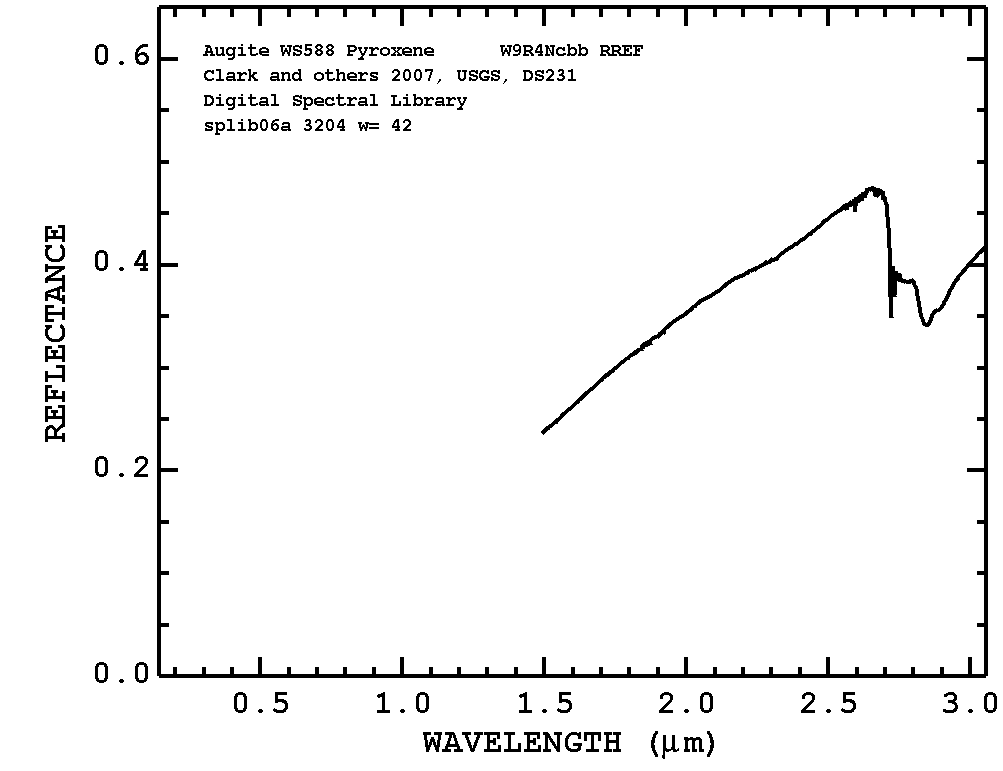 Augite WS588 Pyroxene W9R4Ncbb RREF
Clark and others 2007, USGS, DS231
Digital Spectral Library
splib06a 3204 w= 42
0.6
0.4
0.2
0.0
REFLECTANCE
0.5 1.0 1.5 2.0 2.5 3.0
WAVELENGTH (μm)